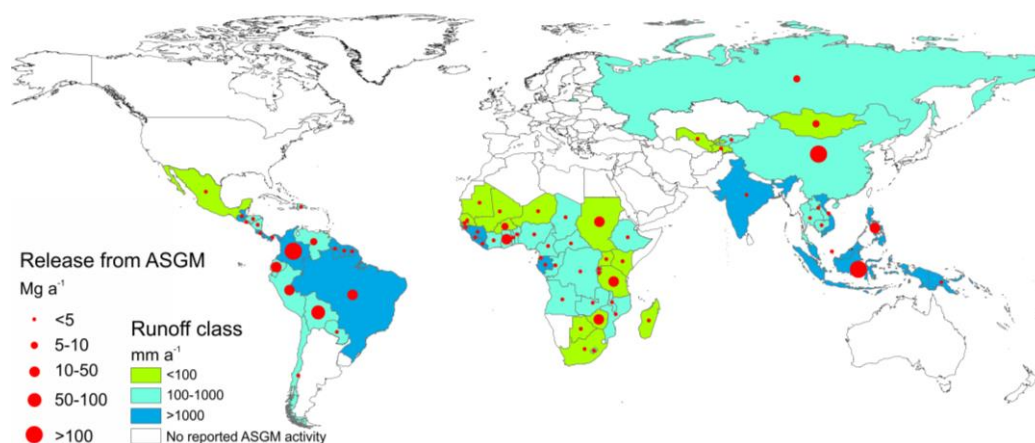 Release from ASGM
Mg a⁻¹
<5
5-10
10-50
50-100
>100
Runoff class
mm a⁻¹
<100
100-1000
>1000
No reported ASGM activity